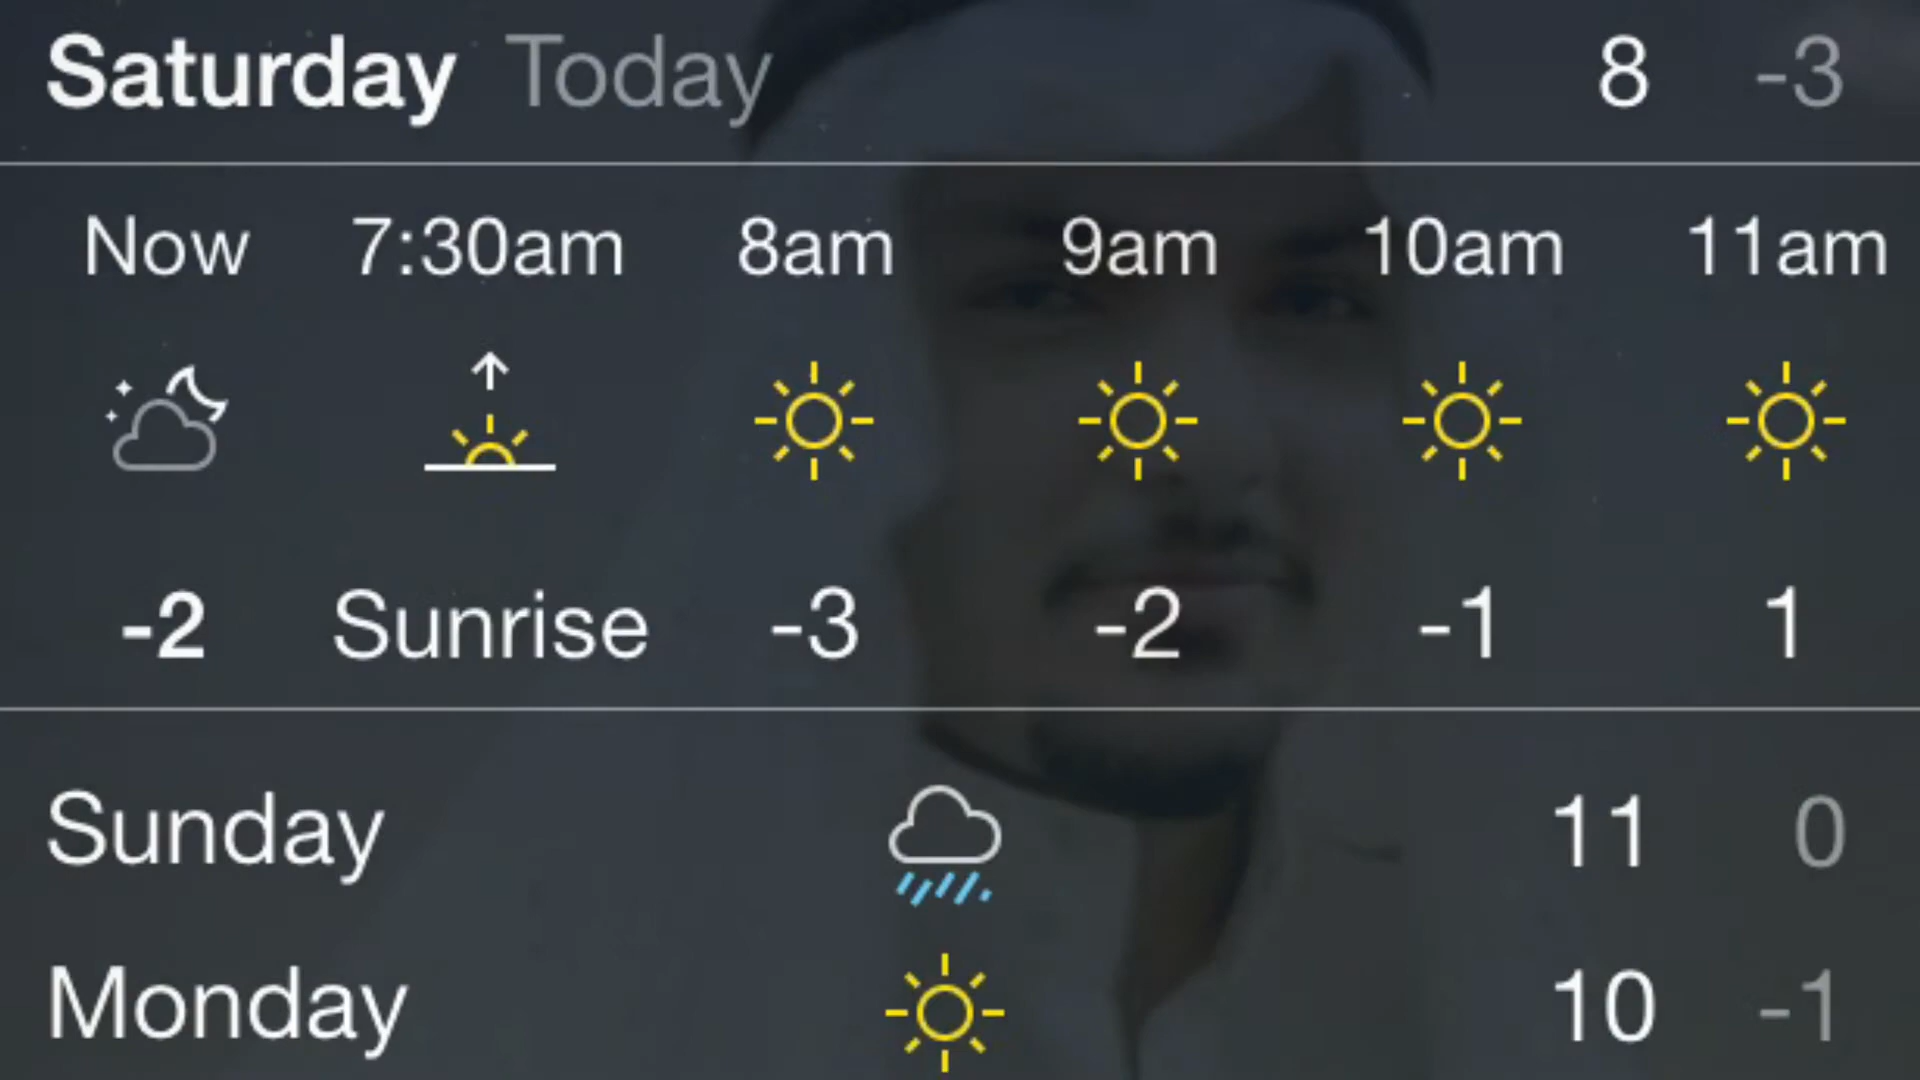 Saturday Today 8 -3
Now 7:30am 8am 9am 10am 11am
-2 Sunrise -3 -2 -1 1
Sunday 11 0
Monday 10 -1